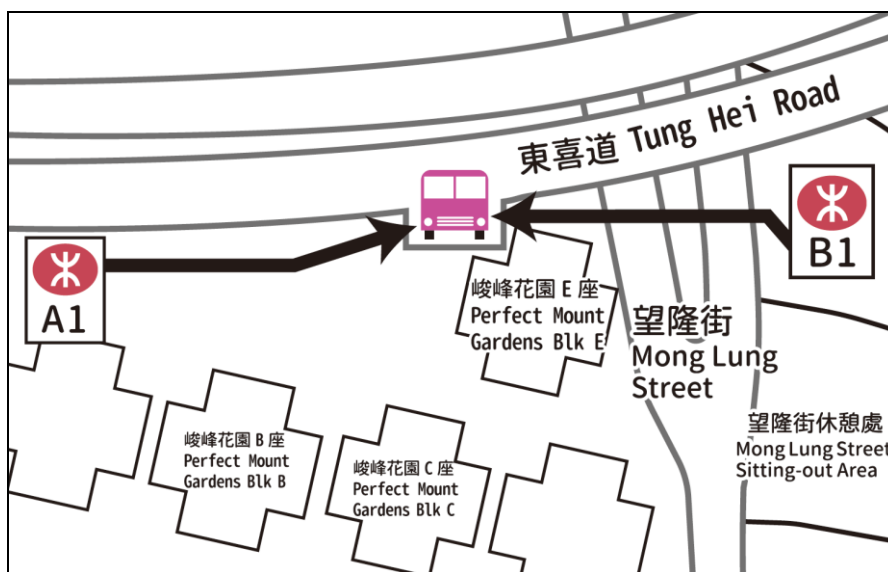 東喜道 Tung Hei Road
A1
B1
峻峰花園 E 座
Perfect Mount
Gardens Blk E
望隆街
Mong Lung
Street
峻峰花園 B 座
Perfect Mount
Gardens Blk B
峻峰花園 C 座
Perfect Mount
Gardens Blk C
望隆街休憩處
Mong Lung Street
Sitting-out Area